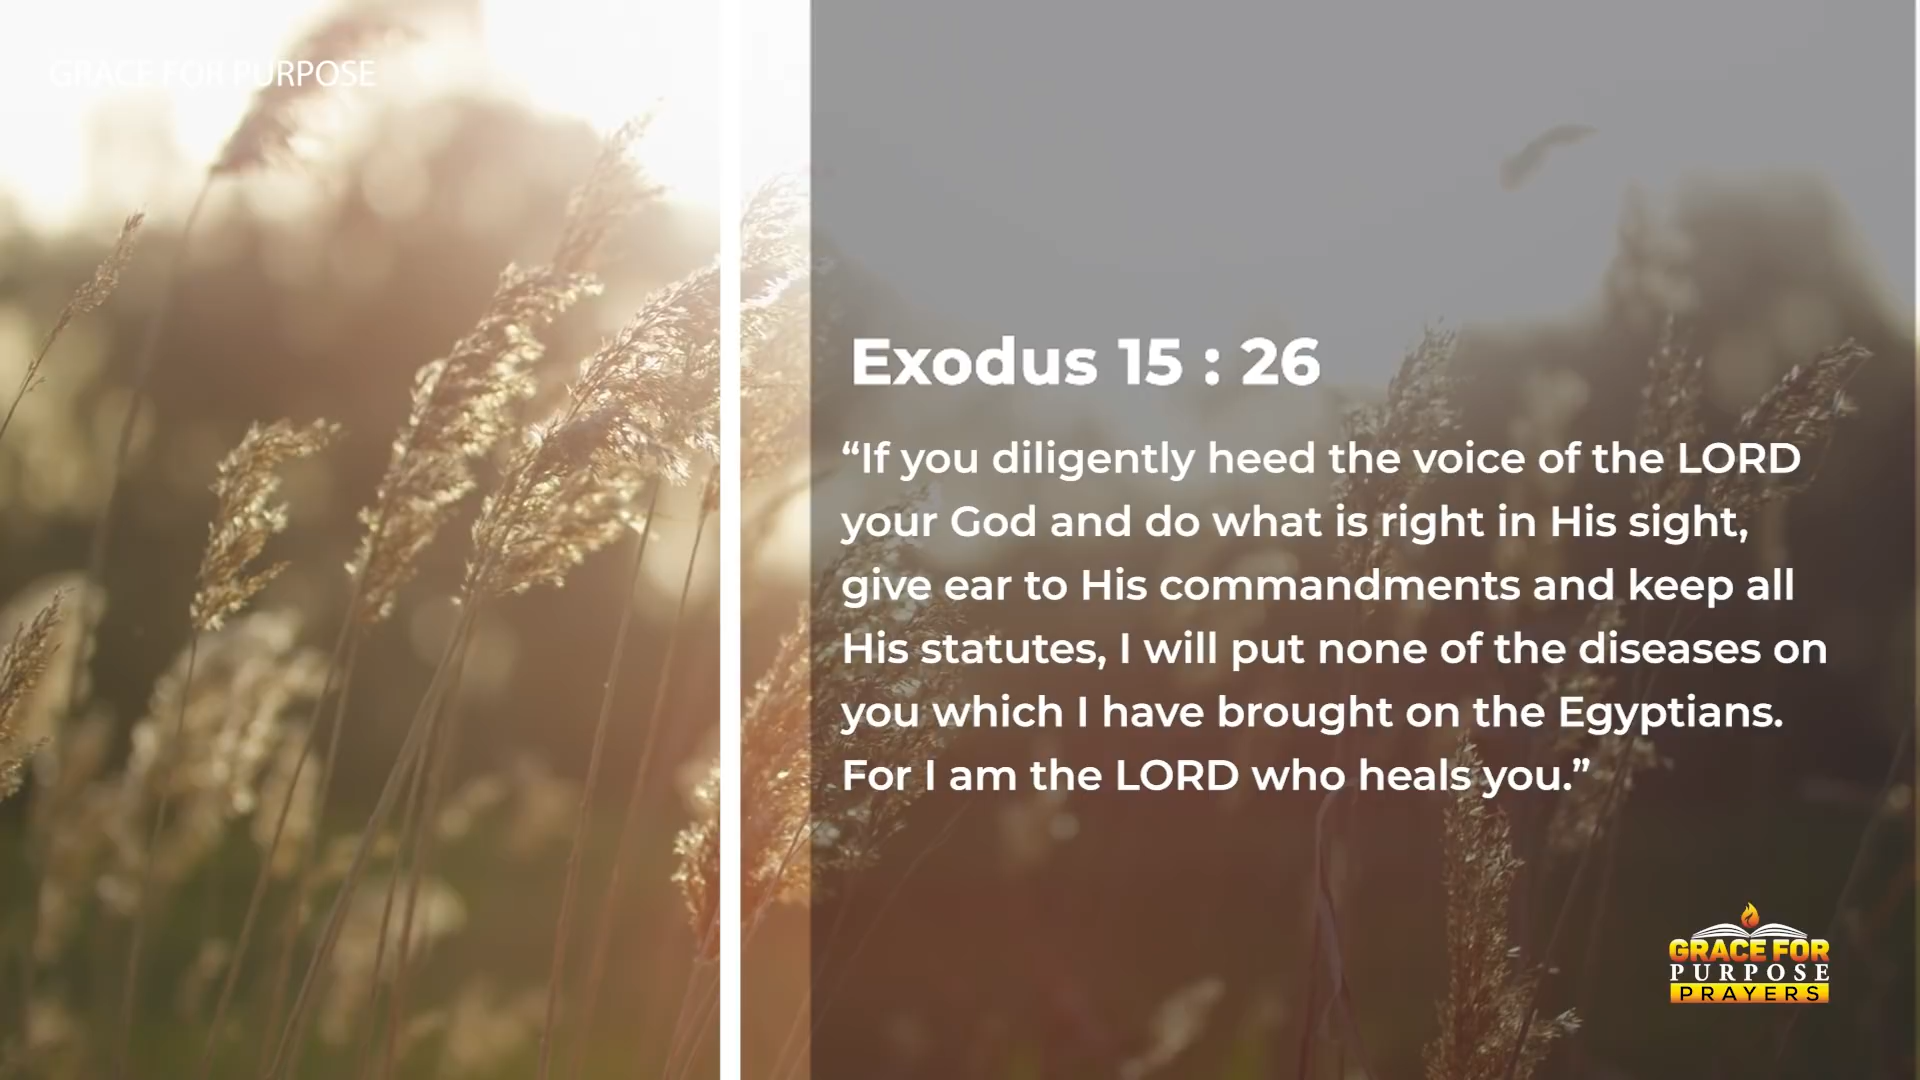 GRACE FOR PURPOSE
Exodus 15 : 26
“If you diligently heed the voice of the LORD
your God and do what is right in His sight,
give ear to His commandments and keep all
His statutes, I will put none of the diseases on
you which I have brought on the Egyptians.
For I am the LORD who heals you.”
GRACE FOR
PURPOSE
PRAYERS